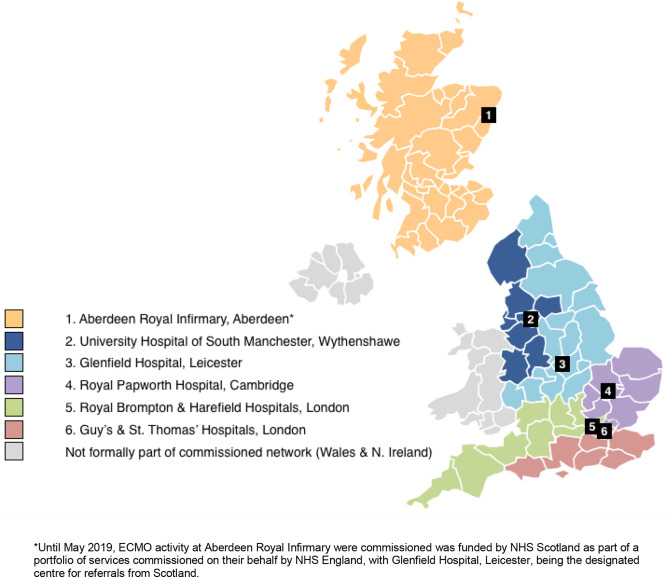 1
2
3
4
5
6
1. Aberdeen Royal Infirmary, Aberdeen*
2. University Hospital of South Manchester, Wythenshawe
3. Glenfield Hospital, Leicester
4. Royal Papworth Hospital, Cambridge
5. Royal Brompton & Harefield Hospitals, London
6. Guy's & St. Thomas' Hospitals, London
Not formally part of commissioned network (Wales & N. Ireland)
*Until May 2019, ECMO activity at Aberdeen Royal Infirmary were commissioned was funded by NHS Scotland as part of a
portfolio of services commissioned on their behalf by NHS England, with Glenfield Hospital, Leicester, being the designated
centre for referrals from Scotland.